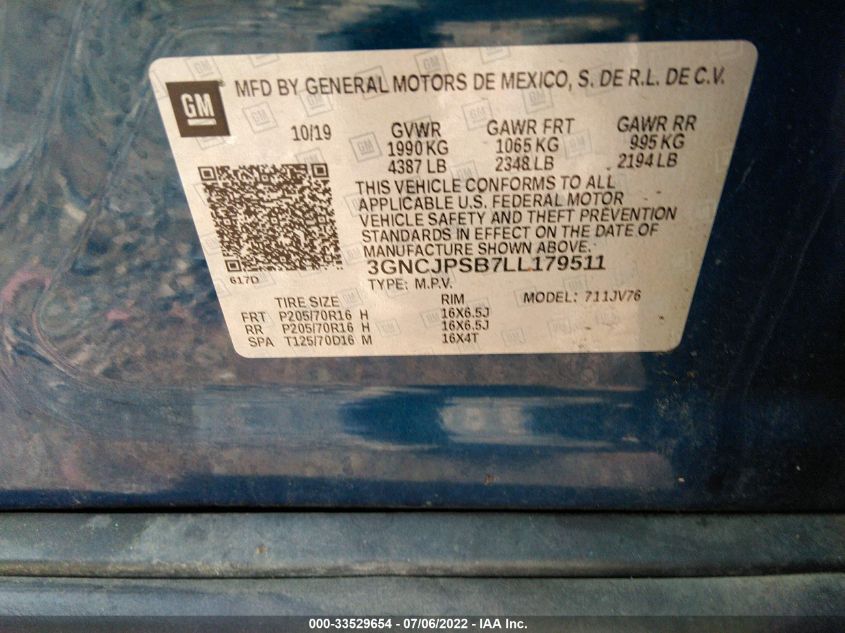 GM
MFD BY GENERAL MOTORS DE MEXICO, S. DE R.L. DE C.V.
10/19 GVWR GAWR FRT GAWR RR
1990 KG 1065 KG 995 KG
4387 LB 2348 LB 2194 LB
THIS VEHICLE CONFORMS TO ALL
APPLICABLE U.S. FEDERAL MOTOR
VEHICLE SAFETY AND THEFT PREVENTION
STANDARDS IN EFFECT ON THE DATE OF
MANUFACTURE SHOWN ABOVE.
617D 3GNCJPSB7LL179511
TYPE: M.P.V.
TIRE SIZE RIM MODEL: 711JV76
FRT P205/70R16 H 16X6.5J
RR P205/70R16 H 16X6.5J
SPA T125/70D16 M 16X4T
000-33529654 - 07/06/2022 - IAA Inc.